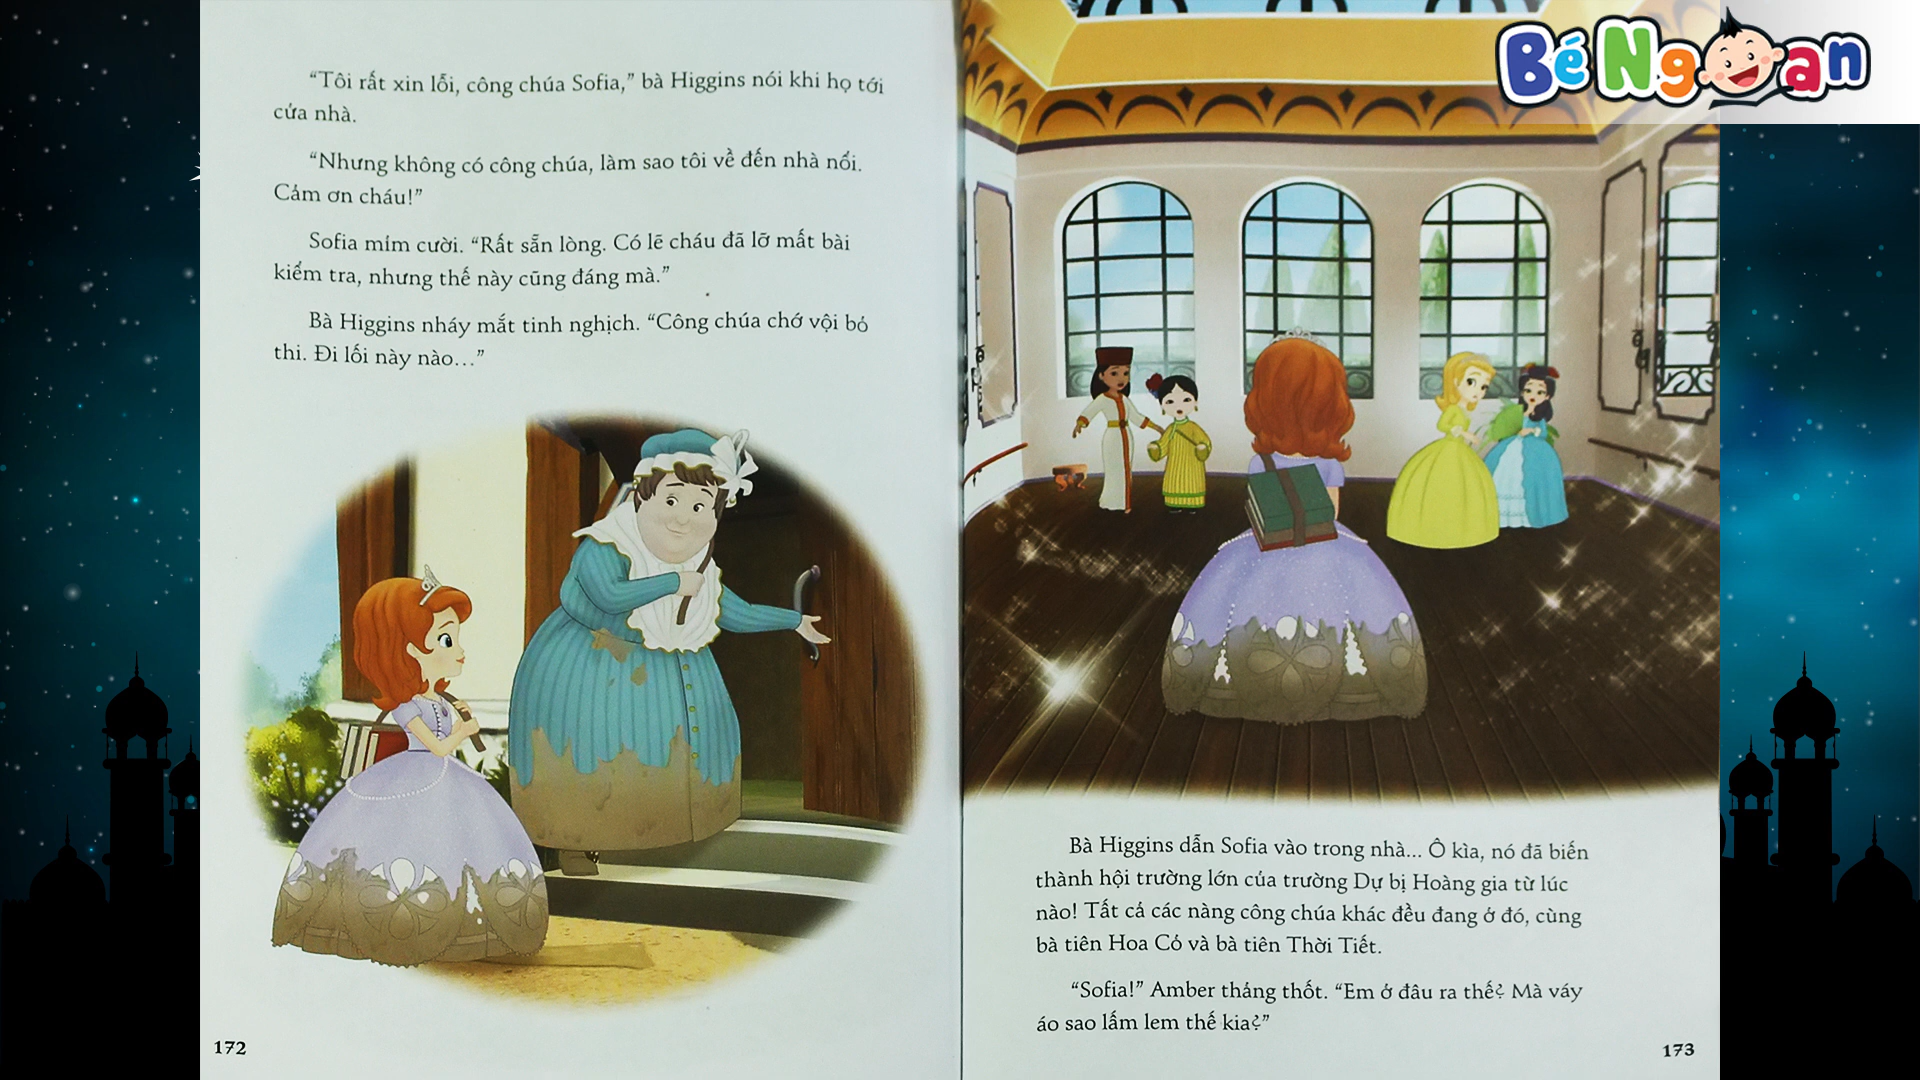 “Tôi rất xin lỗi, công chúa Sofia,” bà Higgins nói khi họ tới
cửa nhà.
“Nhưng không có công chúa, làm sao tôi về đến nhà nổi.
Cảm ơn cháu!”
Sofia mỉm cười. “Rất sẵn lòng. Có lẽ cháu đã lỡ mất bài
kiểm tra, nhưng thế này cũng đáng mà.”
Bà Higgins nháy mắt tinh nghịch. “Công chúa chớ vội bỏ
thi. Đi lối này nào…”
172
Bé Ngoan
Bà Higgins dẫn Sofia vào trong nhà... Ô kìa, nó đã biến
thành hội trường lớn của trường Dự bị Hoàng gia từ lúc
nào! Tất cả các nàng công chúa khác đều đang ở đó, cùng
bà tiên Hoa Cỏ và bà tiên Thời Tiết.
“Sofia!” Amber thảng thốt. “Em ở đâu ra thế? Mà váy
áo sao lấm lem thế kia?”
173